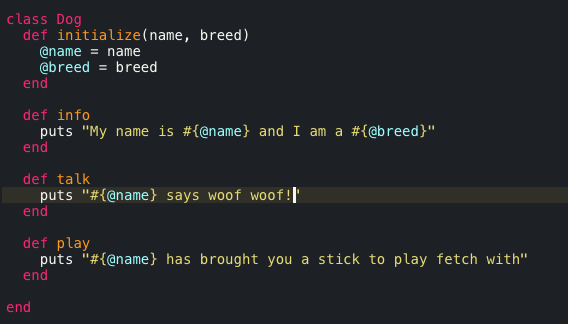 class Dog
  def initialize(name, breed)
    @name = name
    @breed = breed
  end

  def info
    puts "My name is #{@name} and I am a #{@breed}"
  end

  def talk
    puts "#{@name} says woof woof!"
  end

  def play
    puts "#{@name} has brought you a stick to play fetch with"
  end

end